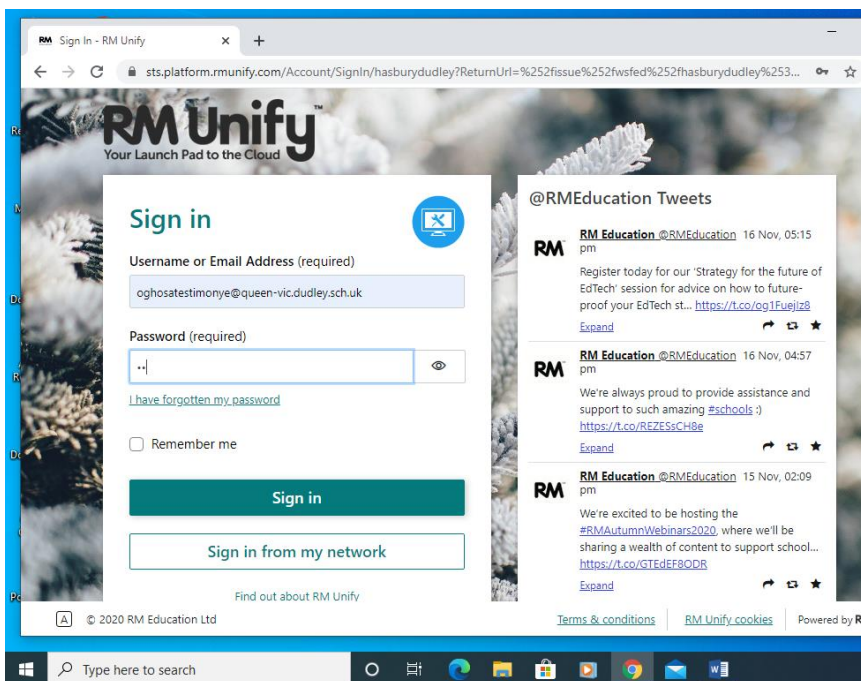 RM Sign In - RM Unify
sts.platform.rmunify.com/Account/SignIn/hasburydudley?ReturnUrl=%252fissue%252fwsfed%252fhasburydudley%253...
RM Unify™
Your Launch Pad to the Cloud
Sign in
Username or Email Address (required)
oghosatestimonye@queen-vic.dudley.sch.uk
Password (required)
I have forgotten my password
Remember me
Sign in
Sign in from my network
Find out about RM Unify
@RMEducation Tweets
RM
RM Education @RMEducation 16 Nov, 05:15
pm
Register today for our 'Strategy for the future of
EdTech' session for advice on how to future-
proof your EdTech st... https://t.co/og1FuejIz8
Expand
RM
RM Education @RMEducation 16 Nov, 04:57
pm
We're always proud to provide assistance and
support to such amazing #schools :)
https://t.co/REZESsCH8e
Expand
RM
RM Education @RMEducation 15 Nov, 02:09
pm
We're excited to be hosting the
#RMAutumnWebinars2020, where we'll be
sharing a wealth of content to support school...
https://t.co/GTEdEF8ODR
Expand
A © 2020 RM Education Ltd
Terms & conditions RM Unify cookies Powered by R
Type here to search